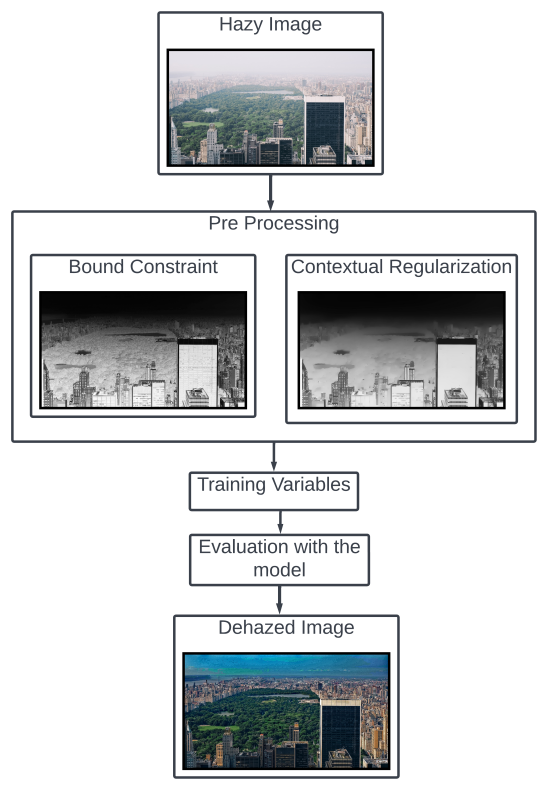 Hazy Image
Pre Processing
Bound Constraint
Contextual Regularization
Training Variables
Evaluation with the
model
Dehazed Image